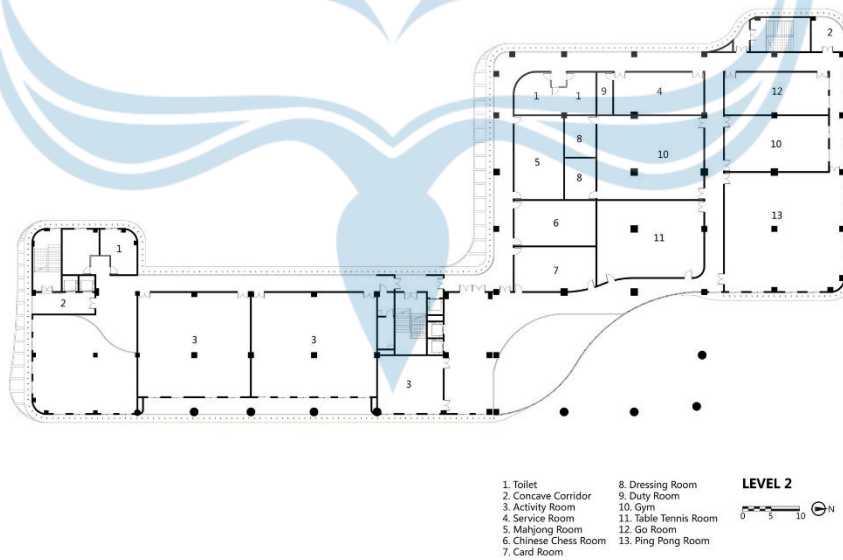 2
1 1 9 4 12
8
5 10 10
8
13
6
11
1
7
2
3 3
3
1. Toilet
2. Concave Corridor
3. Activity Room
4. Service Room
5. Mahjong Room
6. Chinese Chess Room
7. Card Room
8. Dressing Room
9. Duty Room
10. Gym
11. Table Tennis Room
12. Go Room
13. Ping Pong Room
LEVEL 2
0 5 10 N